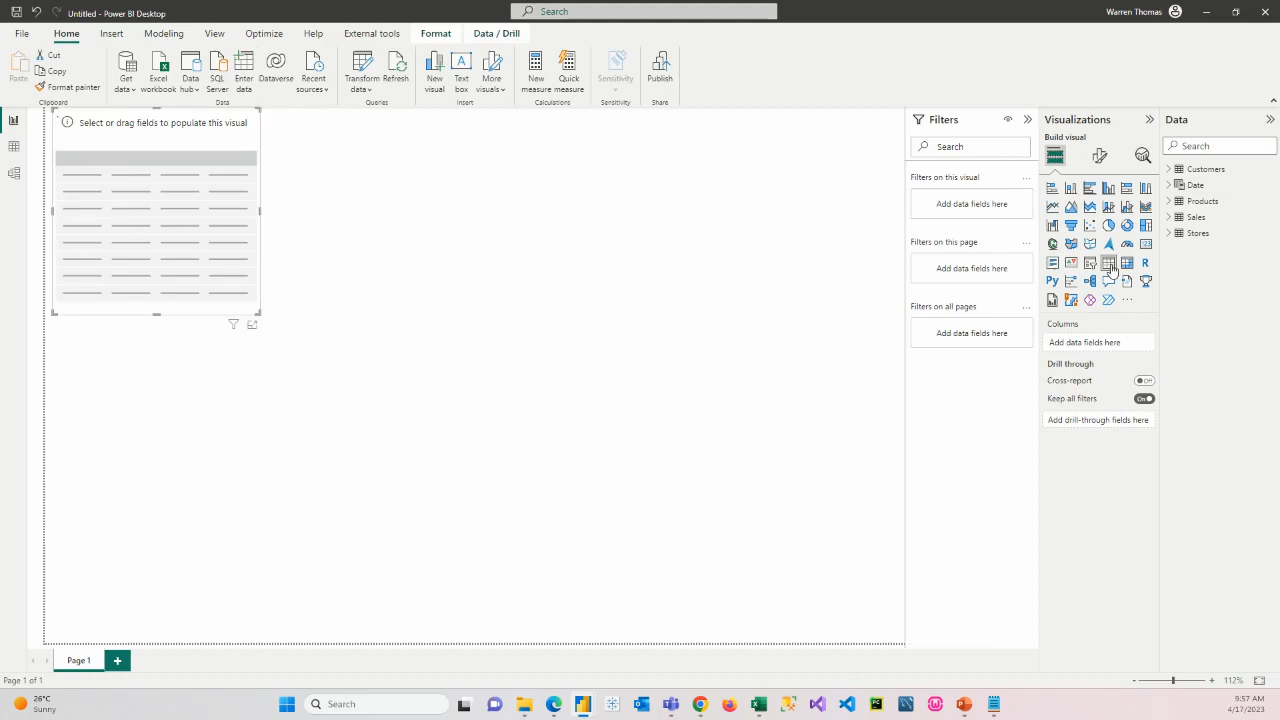 Untitled - Power BI Desktop
Search
Warren Thomas
File Home Insert Modeling View Optimize Help External tools Format Data / Drill
Paste
Cut
Copy
Format painter
Get data
Excel workbook
Data hub
SQL Server
Enter data
Dataverse
Recent sources
Transform data
Refresh
New visual
Text box
More visuals
New measure
Quick measure
Sensitivity
Publish
Clipboard
Data
Queries
Insert
Calculations
Sensitivity
Share
Select or drag fields to populate this visual
Filters
Search
Filters on this visual
Add data fields here
Filters on this page
Add data fields here
Filters on all pages
Add data fields here
Visualizations
Build visual
123
R
Py
Columns
Add data fields here
Drill through
Cross-report
Off
Keep all filters
On
Add drill-through fields here
Data
Search
Customers
Date
Products
Sales
Stores
Page 1
Page 1 of 1
112%
26°C
Sunny
Search
9:57 AM
4/17/2023